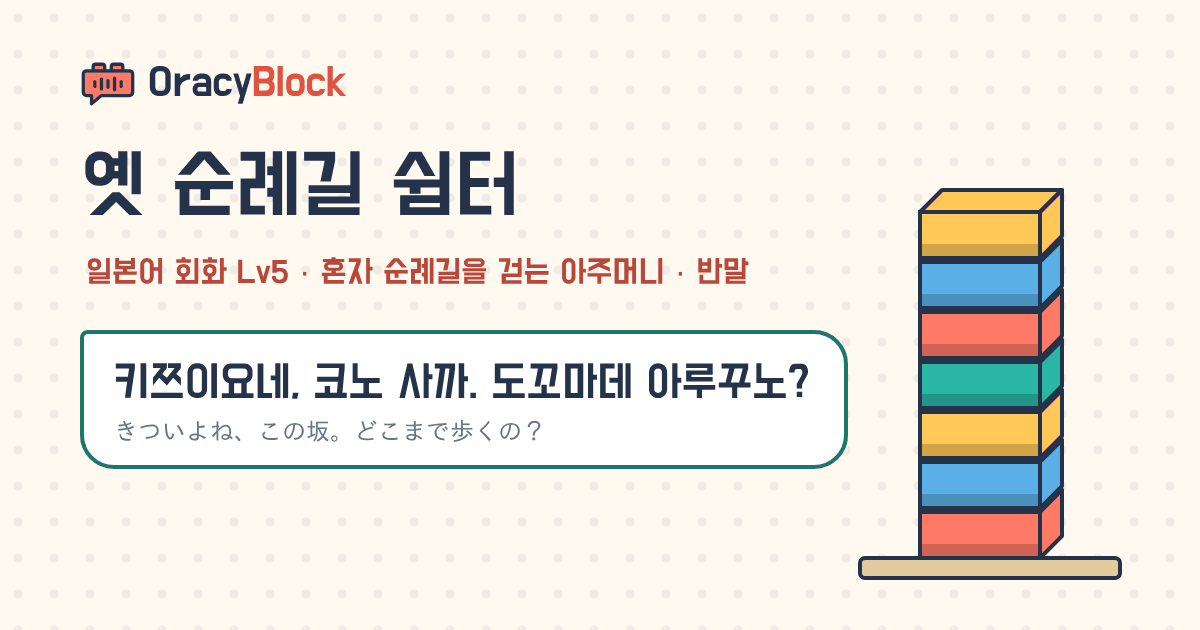 OracyBlock
옛 순례길 쉼터
일본어 회화 Lv5 · 혼자 순례길을 걷는 아주머니 · 반말
키쯔이요네, 코노 사까. 도꼬마데 아루꾸노?
きついよね、この坂。どこまで歩くの？